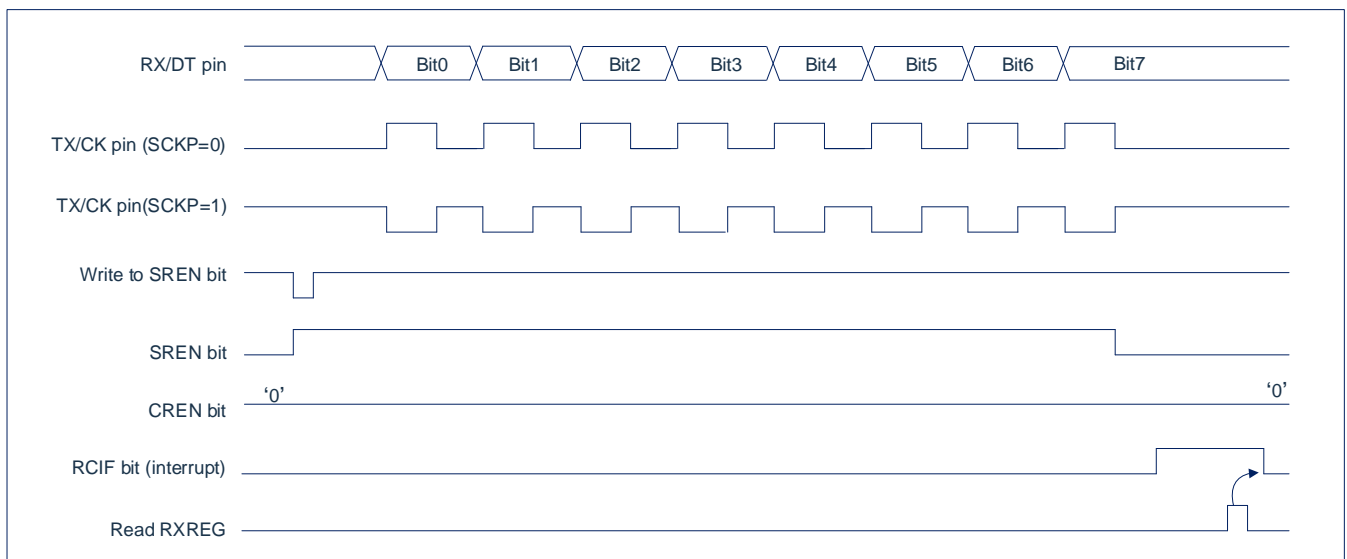 RX/DT pin Bit0 Bit1 Bit2 Bit3 Bit4 Bit5 Bit6 Bit7
TX/CK pin (SCKP=0)
TX/CK pin(SCKP=1)
Write to SREN bit
SREN bit
‘0’ ‘0’
CREN bit
RCIF bit (interrupt)
Read RXREG